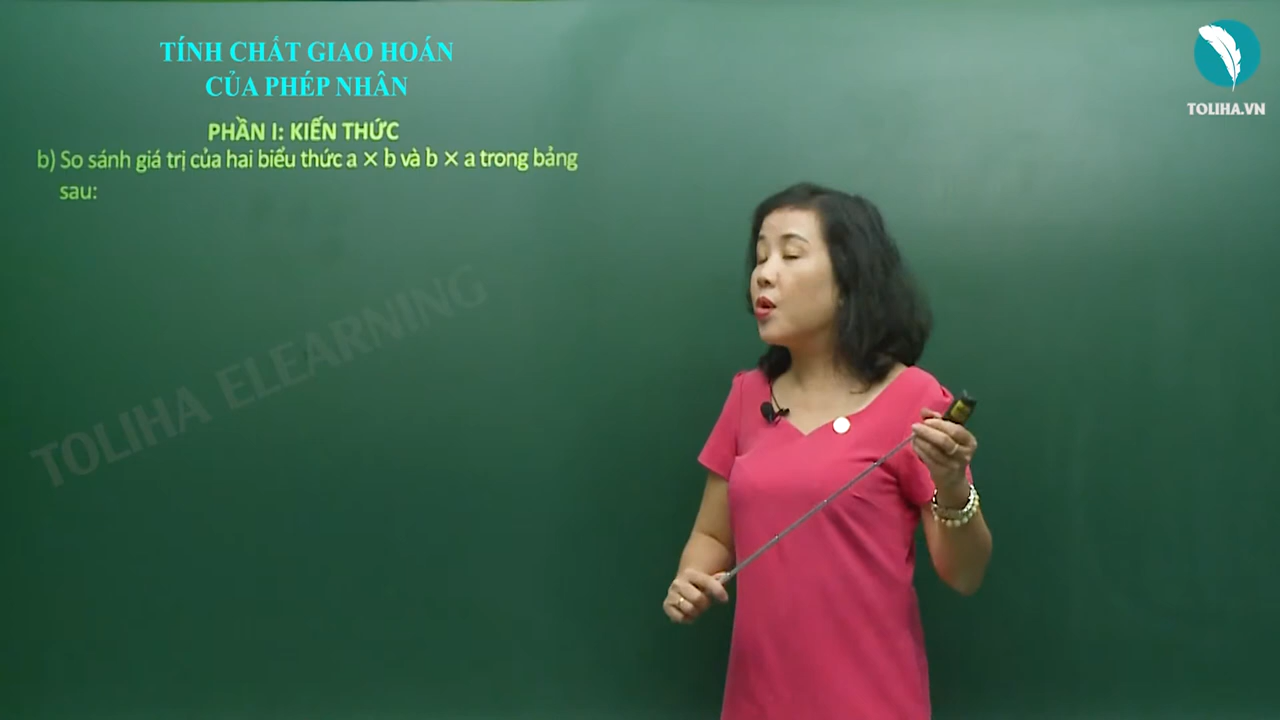 TÍNH CHẤT GIAO HOÁN
CỦA PHÉP NHÂN
PHẦN I: KIẾN THỨC
b) So sánh giá trị của hai biểu thức a × b và b × a trong bảng
sau:
TOLIHA ELEARNING
TOLIHA.VN